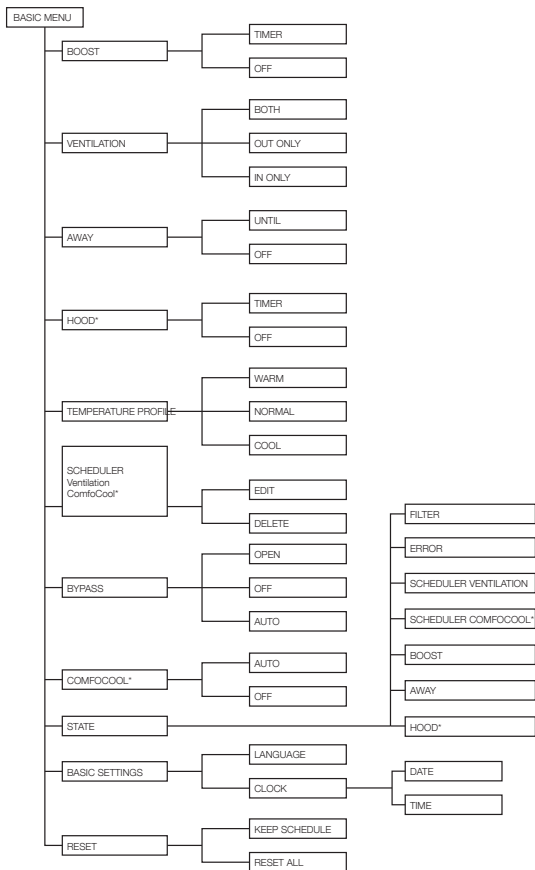 BASIC MENU
BOOST
TIMER
OFF
VENTILATION
BOTH
OUT ONLY
IN ONLY
AWAY
UNTIL
OFF
HOOD*
TIMER
OFF
TEMPERATURE PROFILE
WARM
NORMAL
COOL
SCHEDULER
Ventilation
ComfoCool*
EDIT
DELETE
BYPASS
OPEN
OFF
AUTO
COMFOCOOL*
AUTO
OFF
STATE
FILTER
ERROR
SCHEDULER VENTILATION
SCHEDULER COMFOCOOL*
BOOST
AWAY
HOOD*
BASIC SETTINGS
LANGUAGE
CLOCK
DATE
TIME
RESET
KEEP SCHEDULE
RESET ALL